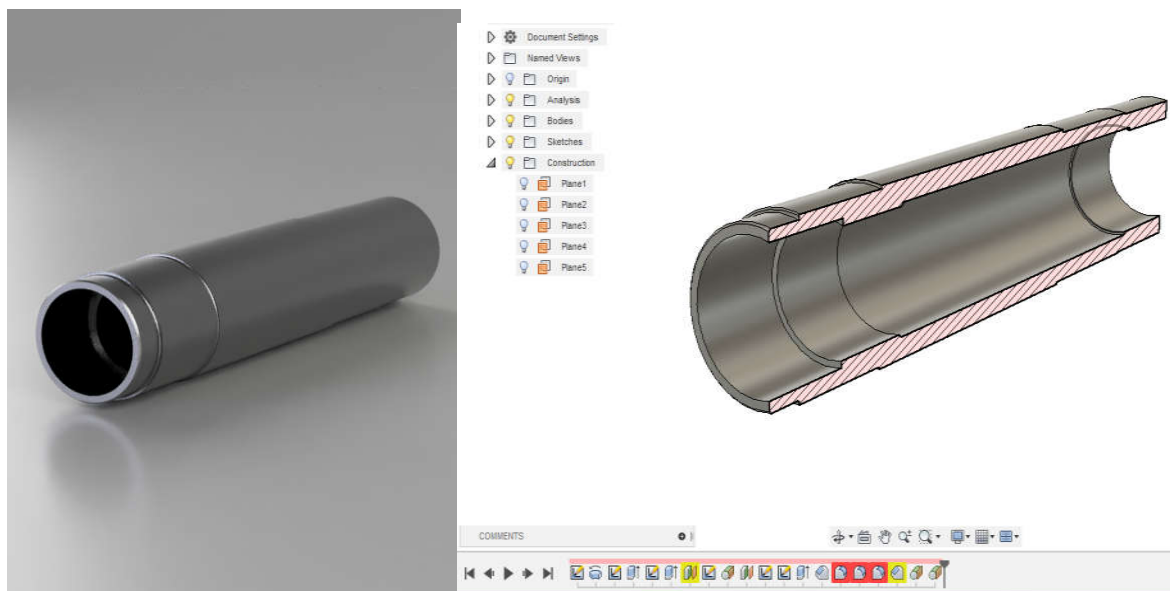 Document Settings
Named Views
Origin
Analysis
Bodies
Sketches
Construction
Plane1
Plane2
Plane3
Plane4
Plane5
COMMENTS